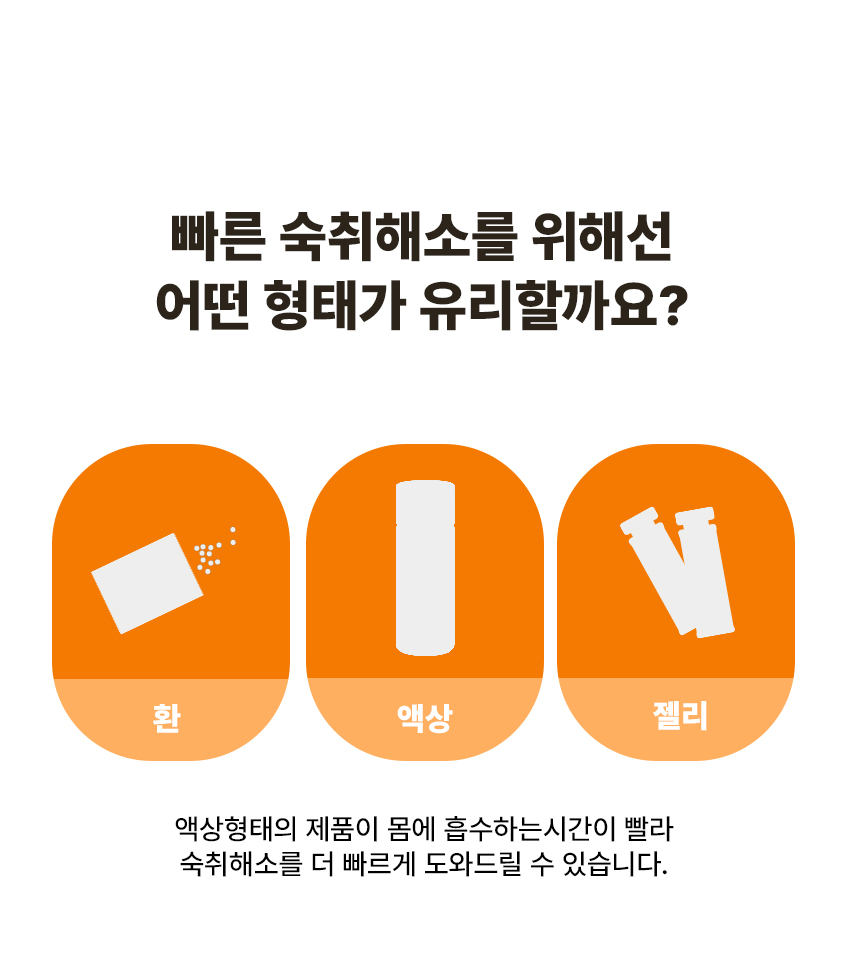 빠른 숙취해소를 위해선
어떤 형태가 유리할까요?
환
액상
젤리
액상형태의 제품이 몸에 흡수하는시간이 빨라
숙취해소를 더 빠르게 도와드릴 수 있습니다.